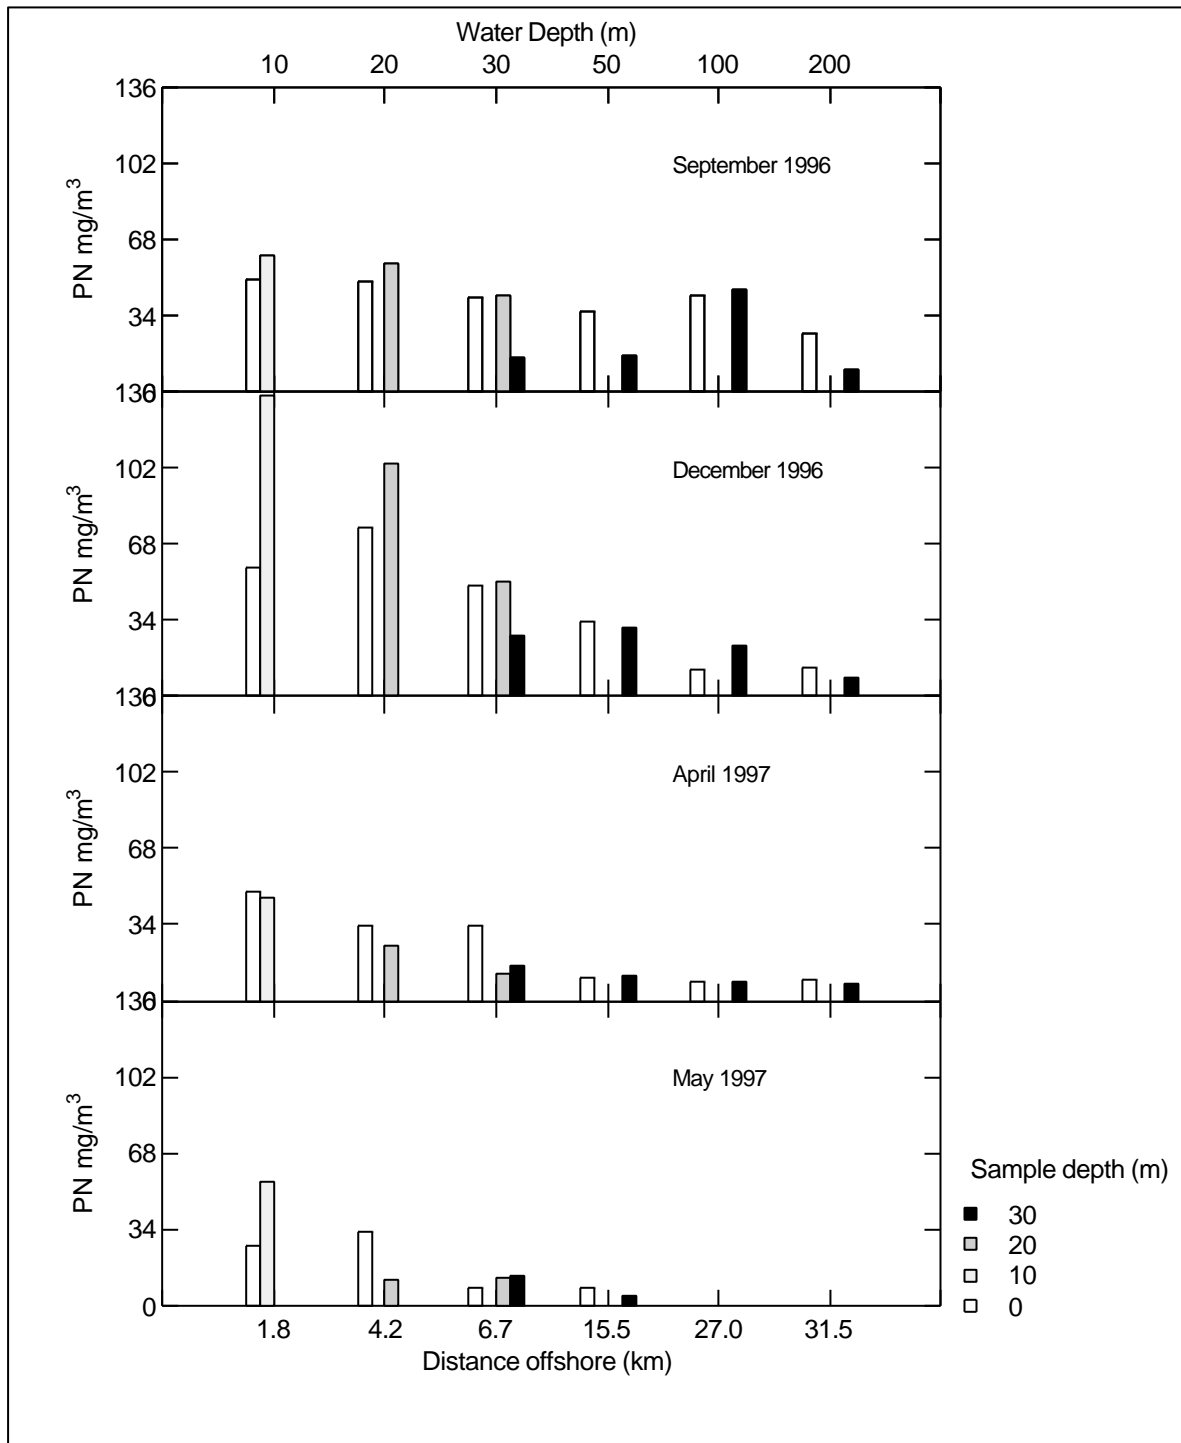 Water Depth (m)
10 20 30 50 100 200
136
102
68
34
0
PN mg/m³
September 1996
136
102
68
34
0
PN mg/m³
December 1996
136
102
68
34
0
PN mg/m³
April 1997
136
102
68
34
0
PN mg/m³
May 1997
1.8 4.2 6.7 15.5 27.0 31.5
Distance offshore (km)
Sample depth (m)
30
20
10
0